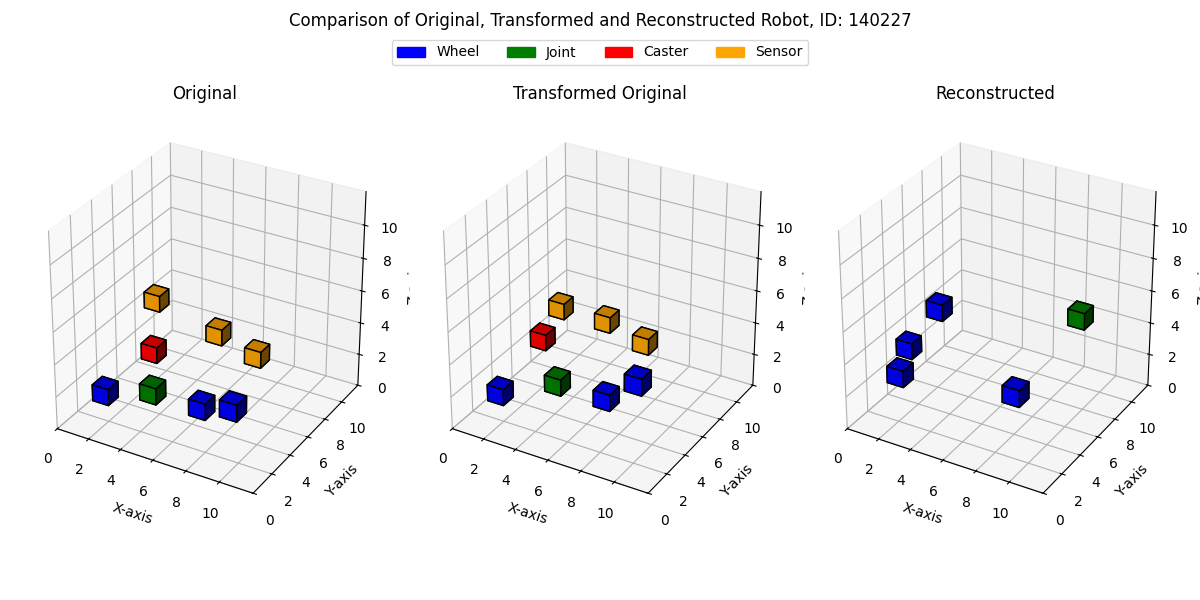 Comparison of Original, Transformed and Reconstructed Robot, ID: 140227
Wheel Joint Caster Sensor
Original
Transformed Original
Reconstructed
0 2 4 6 8 10
X-axis
0 2 4 6 8 10
Y-axis
0 2 4 6 8 10
0 2 4 6 8 10
X-axis
0 2 4 6 8 10
Y-axis
0 2 4 6 8 10
0 2 4 6 8 10
X-axis
0 2 4 6 8 10
Y-axis
0 2 4 6 8 10